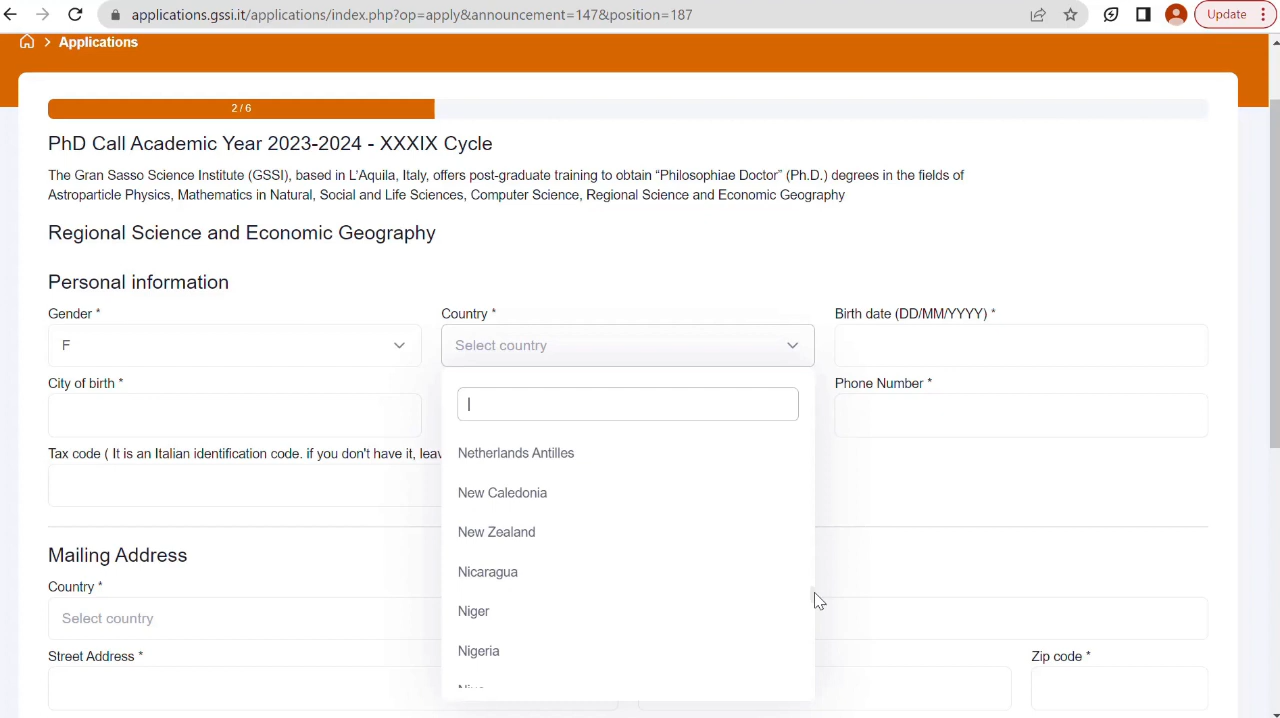 applications.gssi.it/applications/index.php?op=apply&announcement=147&position=187
Update
Applications
2 / 6
PhD Call Academic Year 2023-2024 - XXXIX Cycle
The Gran Sasso Science Institute (GSSI), based in L'Aquila, Italy, offers post-graduate training to obtain “Philosophiae Doctor” (Ph.D.) degrees in the fields of
Astroparticle Physics, Mathematics in Natural, Social and Life Sciences, Computer Science, Regional Science and Economic Geography
Regional Science and Economic Geography
Personal information
Gender *
Country *
Birth date (DD/MM/YYYY) *
F
Select country
City of birth *
Phone Number *
Tax code ( It is an Italian identification code. if you don't have it, leav
Netherlands Antilles
New Caledonia
New Zealand
Nicaragua
Niger
Nigeria
Mailing Address
Country *
Select country
Street Address *
Zip code *